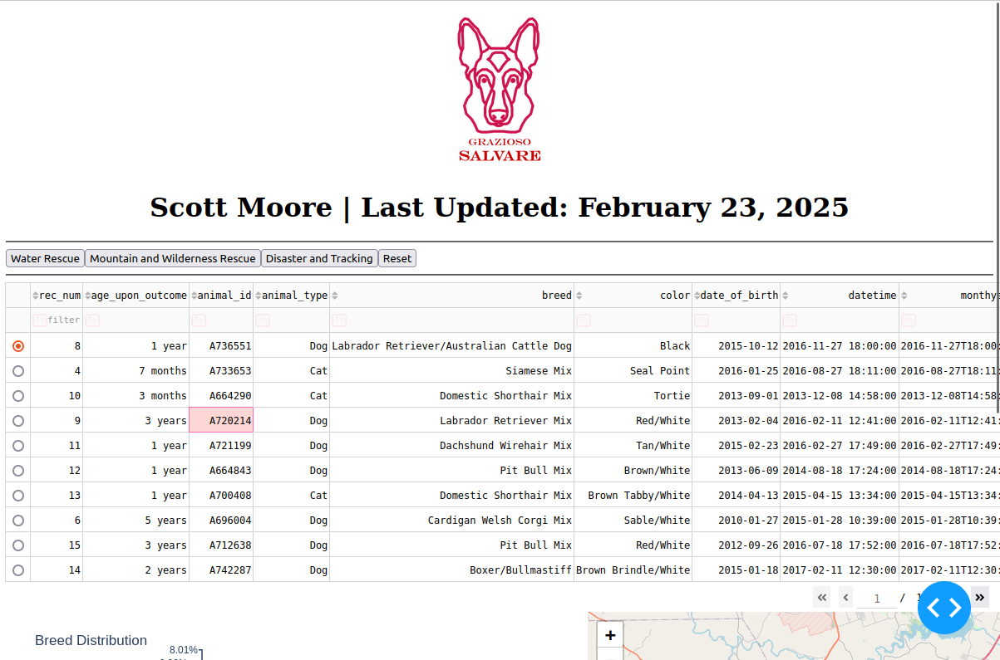 GRAZIOSO
SALVARE
Scott Moore | Last Updated: February 23, 2025
Water Rescue Mountain and Wilderness Rescue Disaster and Tracking Reset
rec_num age_upon_outcome animal_id animal_type breed color date_of_birth datetime monthy
Aa filter Aa Aa Aa Aa Aa Aa Aa Aa
8 1 year A736551 Dog Labrador Retriever/Australian Cattle Dog Black 2015-10-12 2016-11-27 18:00:00 2016-11-27T18:00:
4 7 months A733653 Cat Siamese Mix Seal Point 2016-01-25 2016-08-27 18:11:00 2016-08-27T18:11:
10 3 months A664290 Cat Domestic Shorthair Mix Tortie 2013-09-01 2013-12-08 14:58:00 2013-12-08T14:58:
9 3 years A720214 Dog Labrador Retriever Mix Red/White 2013-02-04 2016-02-11 12:41:00 2016-02-11T12:41:
11 1 year A721199 Dog Dachshund Wirehair Mix Tan/White 2015-02-23 2016-02-27 17:49:00 2016-02-27T17:49:
12 1 year A664843 Dog Pit Bull Mix Brown/White 2013-06-09 2014-08-18 17:24:00 2014-08-18T17:24:
13 1 year A700408 Cat Domestic Shorthair Mix Brown Tabby/White 2014-04-13 2015-04-15 13:34:00 2015-04-15T13:34:
6 5 years A696004 Dog Cardigan Welsh Corgi Mix Sable/White 2010-01-27 2015-01-28 10:39:00 2015-01-28T10:39:
15 3 years A712638 Dog Pit Bull Mix Red/White 2012-09-26 2016-07-18 17:52:00 2016-07-18T17:52:
14 2 years A742287 Dog Boxer/Bullmastiff Brown Brindle/White 2015-01-18 2017-02-11 12:30:00 2017-02-11T12:30:
1 /
+
Breed Distribution
8.01%